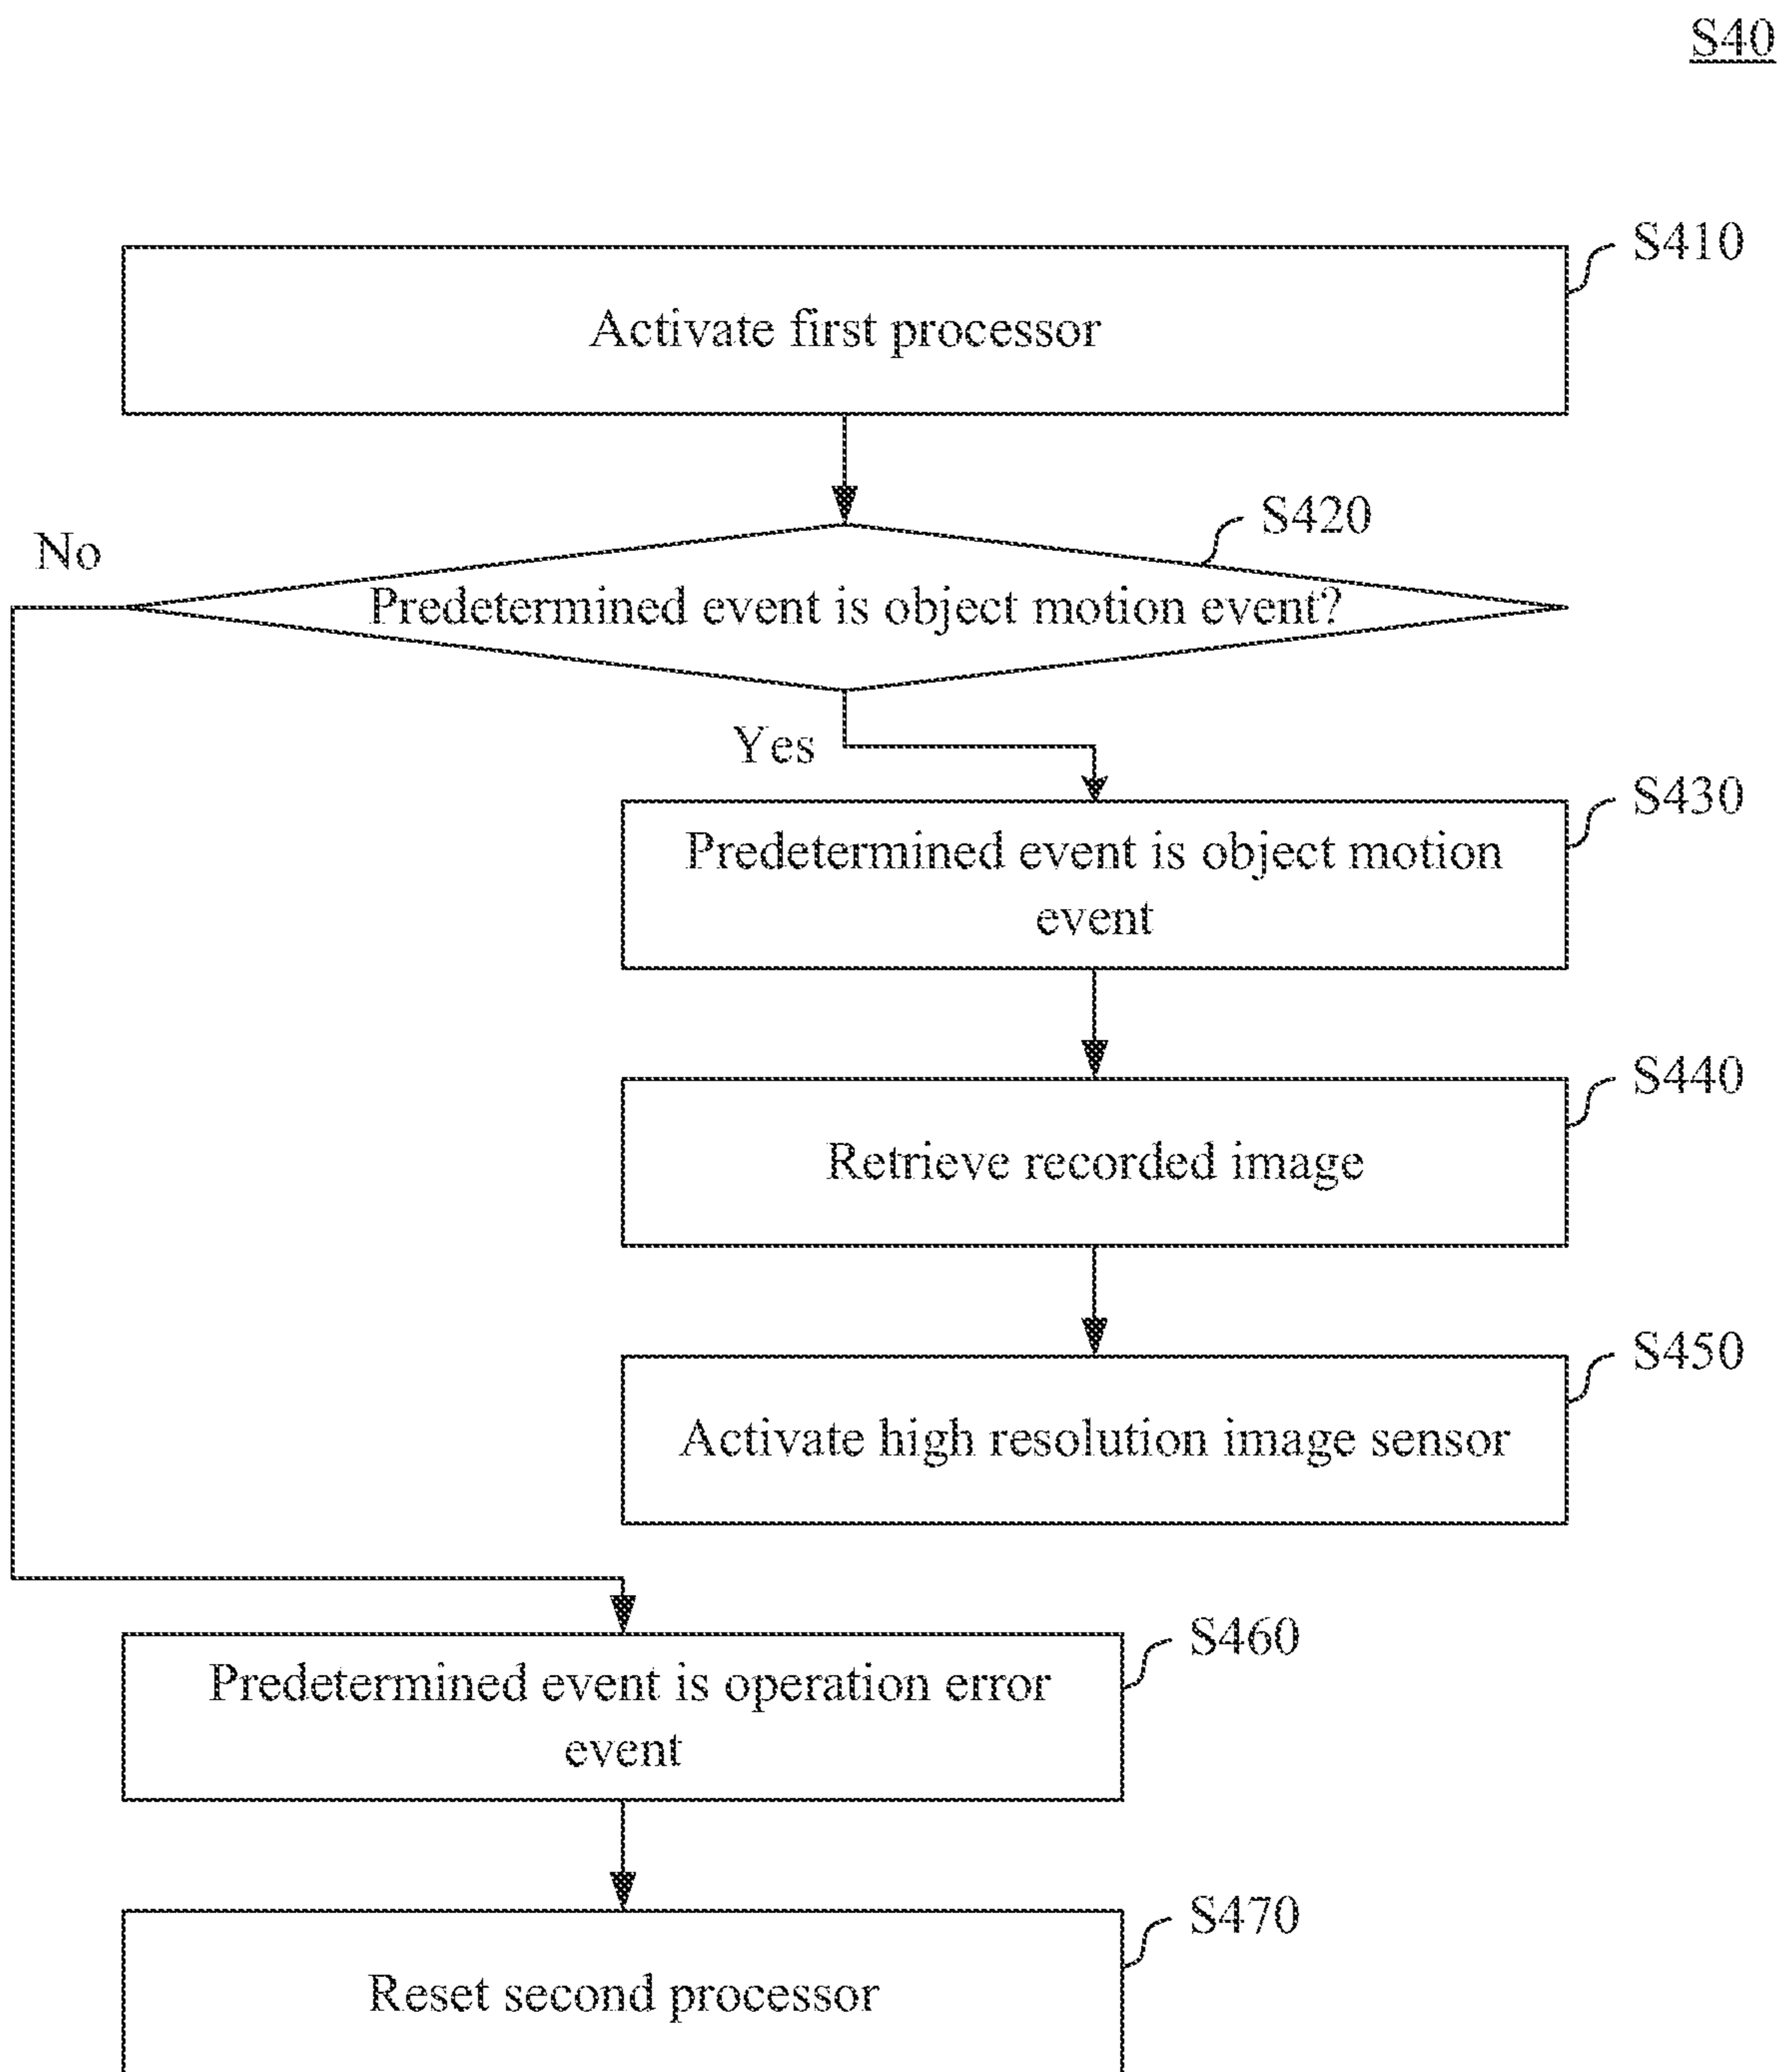 S40
S410
Activate first processor
S420
No
Predetermined event is object motion event?
Yes
S430
Predetermined event is object motion
event
S440
Retrieve recorded image
S450
Activate high resolution image sensor
S460
Predetermined event is operation error
event
S470
Reset second processor